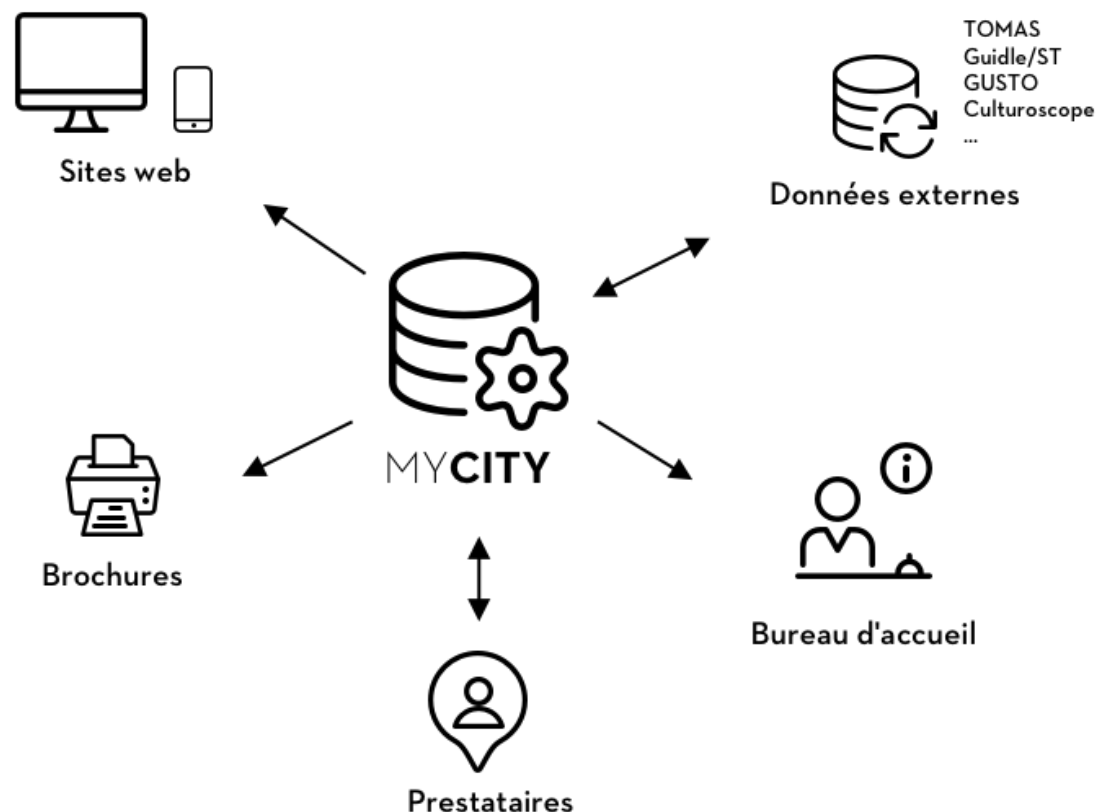 TOMAS
Guidle/ST
GUSTO
Culturoscope
...
Sites web
Données externes
MYCITY
Brochures
Bureau d'accueil
Prestataires